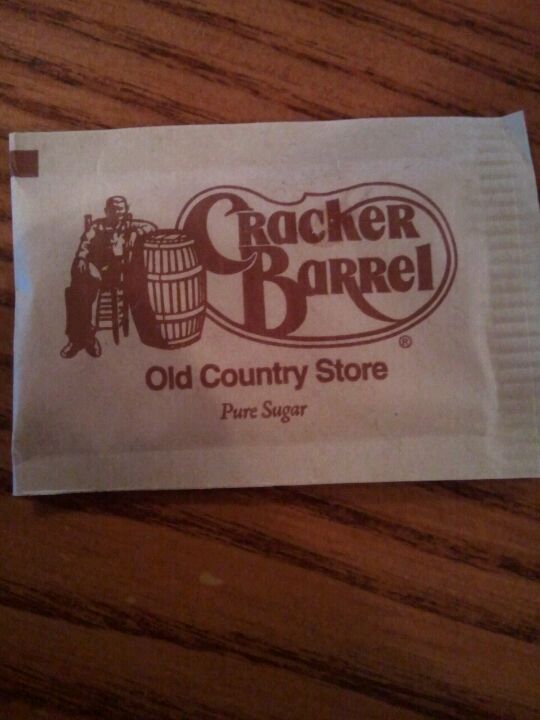 Cracker
Barrel
®
Old Country Store
Pure Sugar